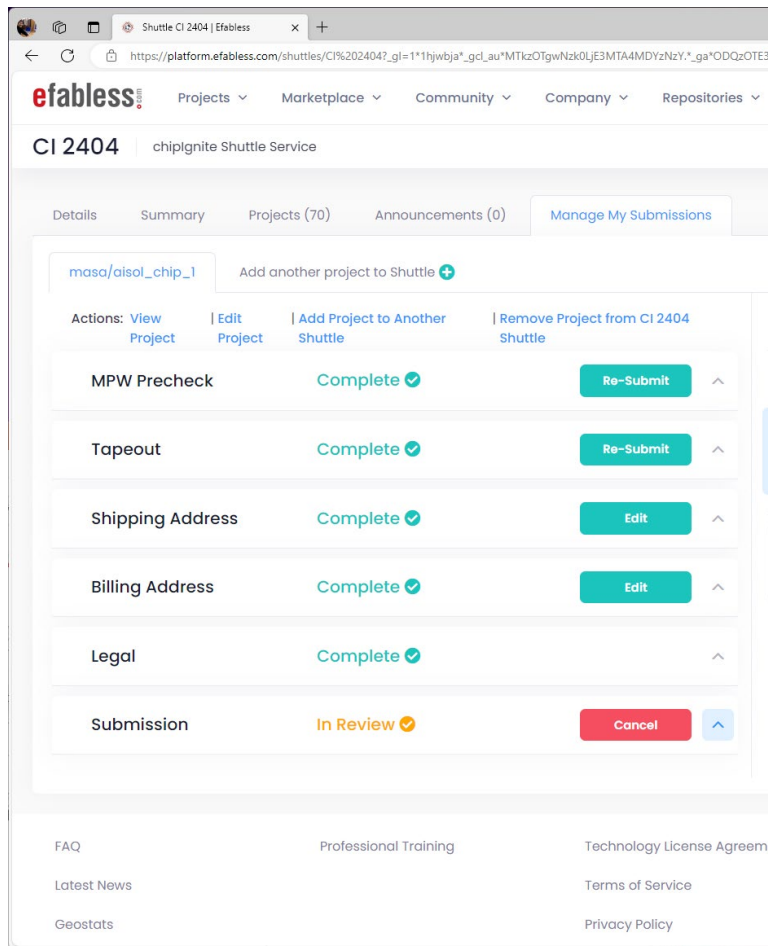 Shuttle CI 2404 | Efabless
https://platform.efabless.com/shuttles/CI%202404?_gl=1*1hjwbja*_gcl_au*MTkzOTgwNzk0LjE3MTA4MDYzNzY.*_ga*ODQzOTE3
efabless.com Projects Marketplace Community Company Repositories
CI 2404 chipIgnite Shuttle Service
Details Summary Projects (70) Announcements (0) Manage My Submissions
masa/aisol_chip_1 Add another project to Shuttle
Actions: View | Edit | Add Project to Another | Remove Project from CI 2404
Project Project Shuttle Shuttle
MPW Precheck Complete Re-Submit
Tapeout Complete Re-Submit
Shipping Address Complete Edit
Billing Address Complete Edit
Legal Complete
Submission In Review Cancel
FAQ Professional Training Technology License Agreem
Latest News Terms of Service
Geostats Privacy Policy